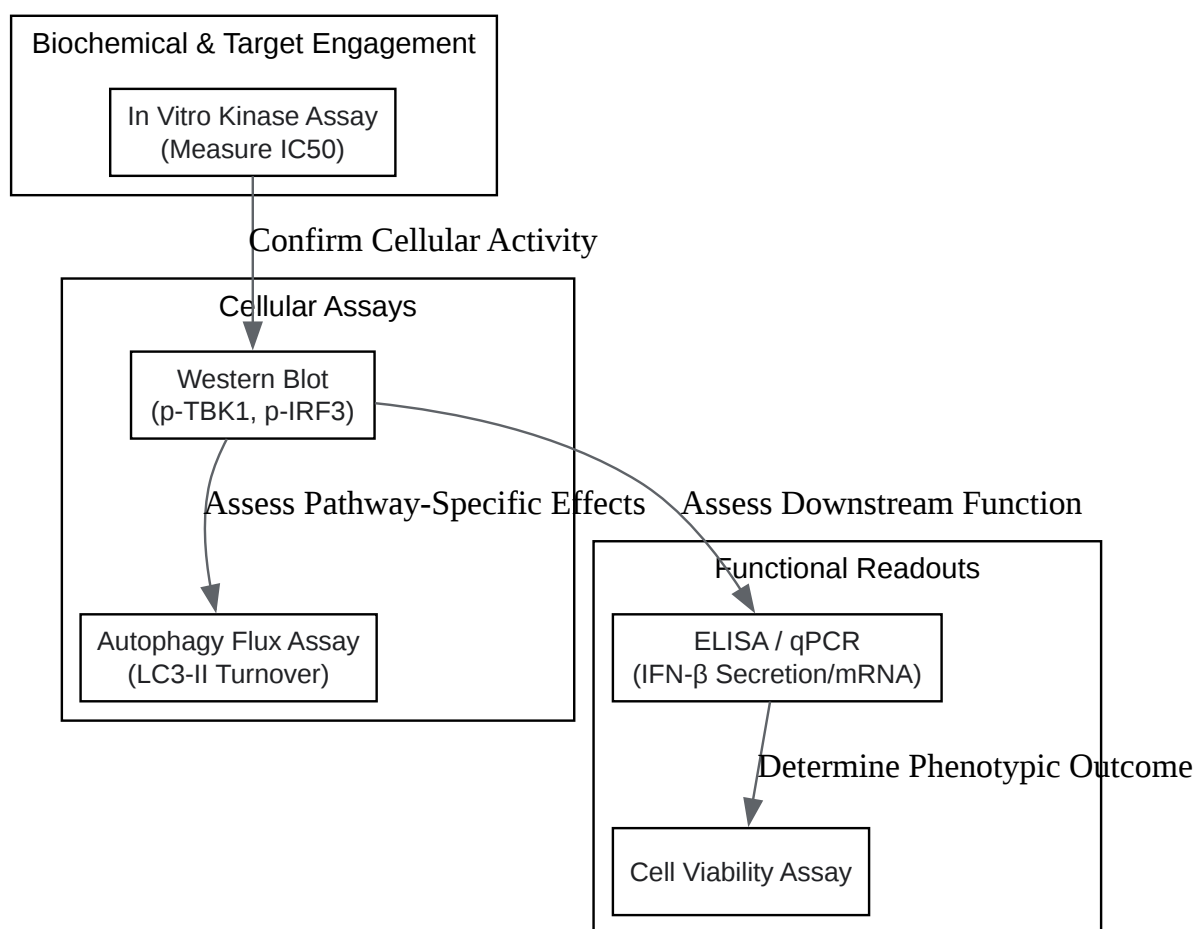 Biochemical & Target Engagement
In Vitro Kinase Assay
(Measure IC50)
Confirm Cellular Activity
Cellular Assays
Western Blot
(p-TBK1, p-IRF3)
Assess Pathway-Specific Effects
Assess Downstream Function
Functional Readouts
Autophagy Flux Assay
(LC3-II Turnover)
ELISA / qPCR
(IFN-β Secretion/mRNA)
Determine Phenotypic Outcome
Cell Viability Assay